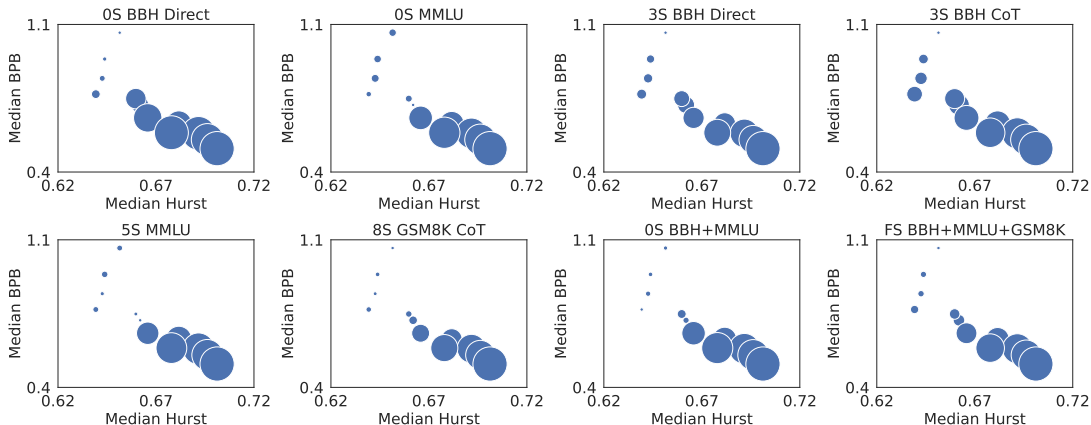 0S BBH Direct
1.1
Median BPB
0.4
0.62
0.67
0.72
Median Hurst
0S MMLU
1.1
Median BPB
0.4
0.62
0.67
0.72
Median Hurst
3S BBH Direct
1.1
Median BPB
0.4
0.62
0.67
0.72
Median Hurst
3S BBH CoT
1.1
Median BPB
0.4
0.62
0.67
0.72
Median Hurst
5S MMLU
1.1
Median BPB
0.4
0.62
0.67
0.72
Median Hurst
8S GSM8K CoT
1.1
Median BPB
0.4
0.62
0.67
0.72
Median Hurst
0S BBH+MMLU
1.1
Median BPB
0.4
0.62
0.67
0.72
Median Hurst
FS BBH+MMLU+GSM8K
1.1
Median BPB
0.4
0.62
0.67
0.72
Median Hurst